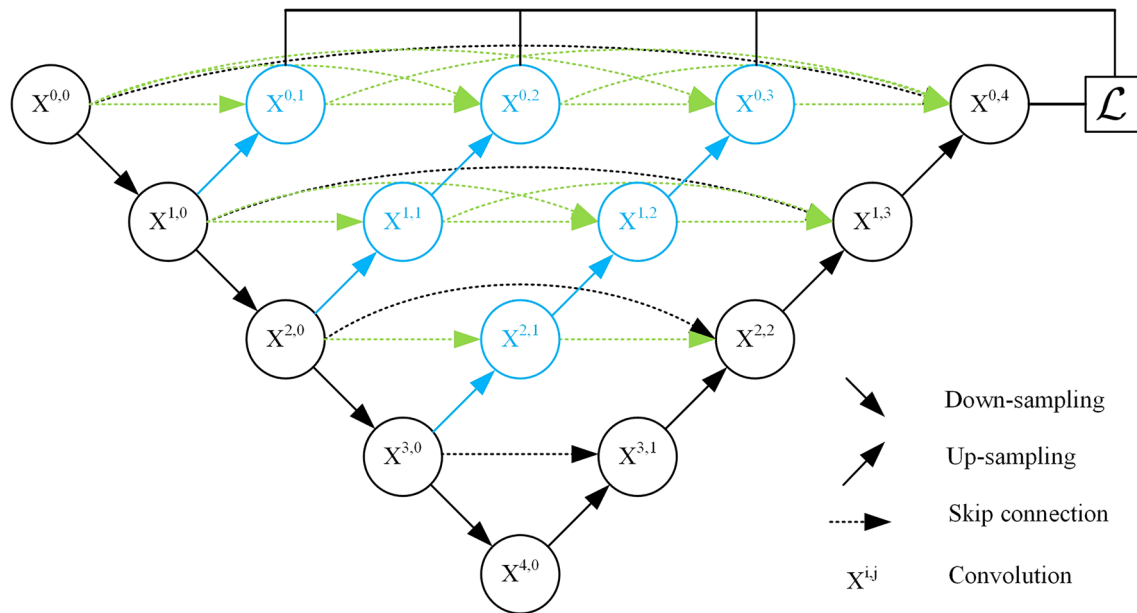 X0,0 X0,1 X0,2 X0,3 X0,4 ℒ
X1,0 X1,1 X1,2 X1,3
X2,0 X2,1 X2,2
X3,0 X3,1
X4,0
Down-sampling
Up-sampling
Skip connection
Xi,j Convolution